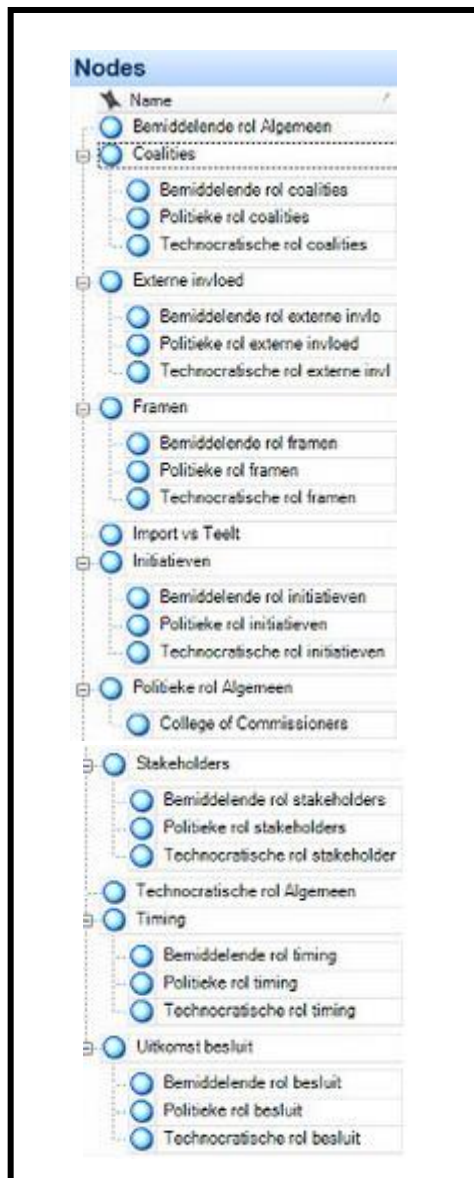 Nodes
Name
Bemiddelende rol Algemeen
Coalities
Bemiddelende rol coalities
Politieke rol coalities
Technocratische rol coalities
Externe invloed
Bemiddelende rol externe invlo
Politieke rol externe invloed
Technocratische rol externe invl
Framen
Bemiddelende rol framen
Politieke rol framen
Technocratische rol framen
Import vs Teelt
Initiatieven
Bemiddelende rol initiatieven
Politieke rol initiatieven
Technocratische rol initiatieven
Politieke rol Algemeen
College of Commissioners
Stakeholders
Bemiddelende rol stakeholders
Politieke rol stakeholders
Technocratische rol stakeholder
Technocratische rol Algemeen
Timing
Bemiddelende rol timing
Politieke rol timing
Technocratische rol timing
Uitkomst besluit
Bemiddelende rol besluit
Politieke rol besluit
Technocratische rol besluit